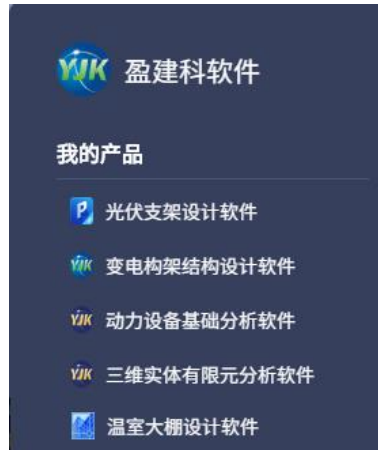 YJK 盈建科软件
我的产品
P 光伏支架设计软件
YJK 变电构架结构设计软件
YJK 动力设备基础分析软件
YJK 三维实体有限元分析软件
温室大棚设计软件